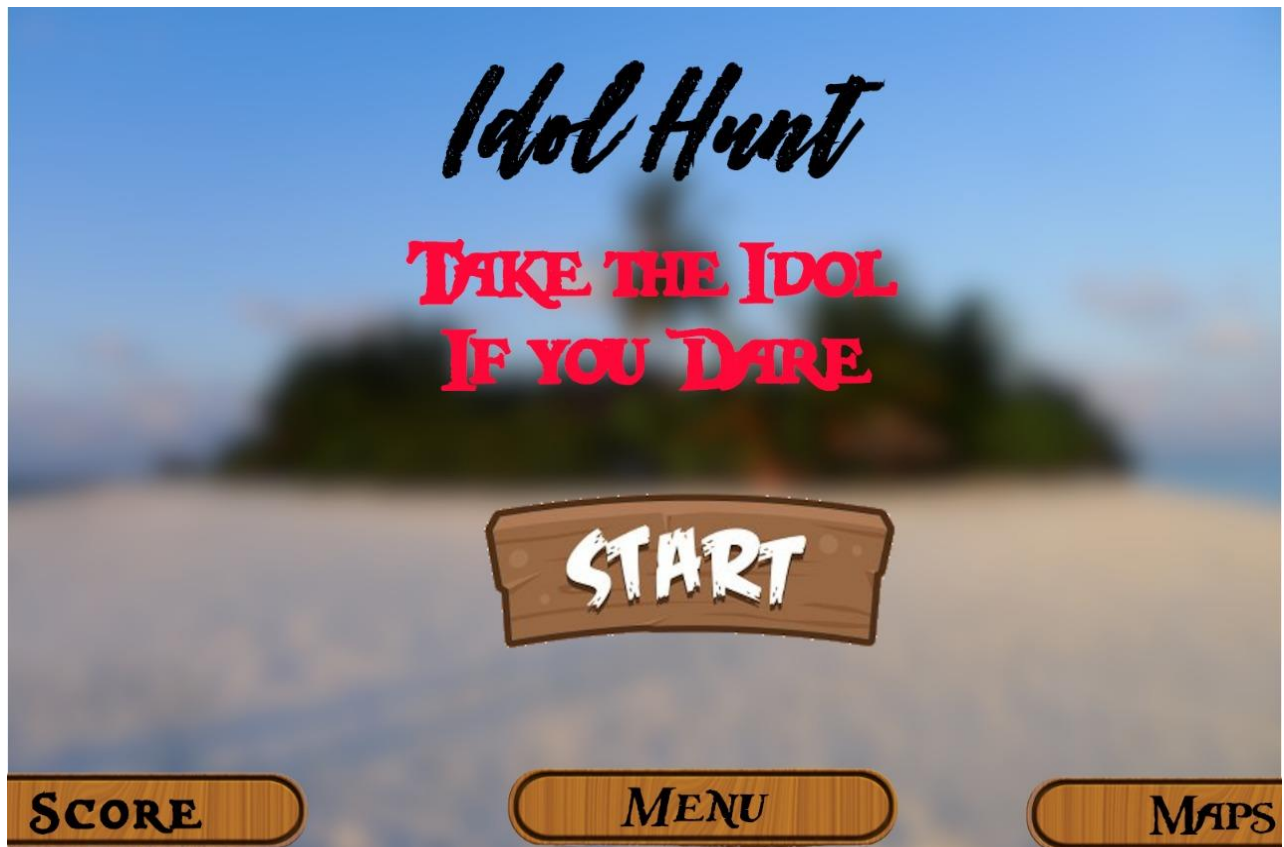 Idol Hunt
Take the Idol
If you Dare
START
Score
Menu
Maps